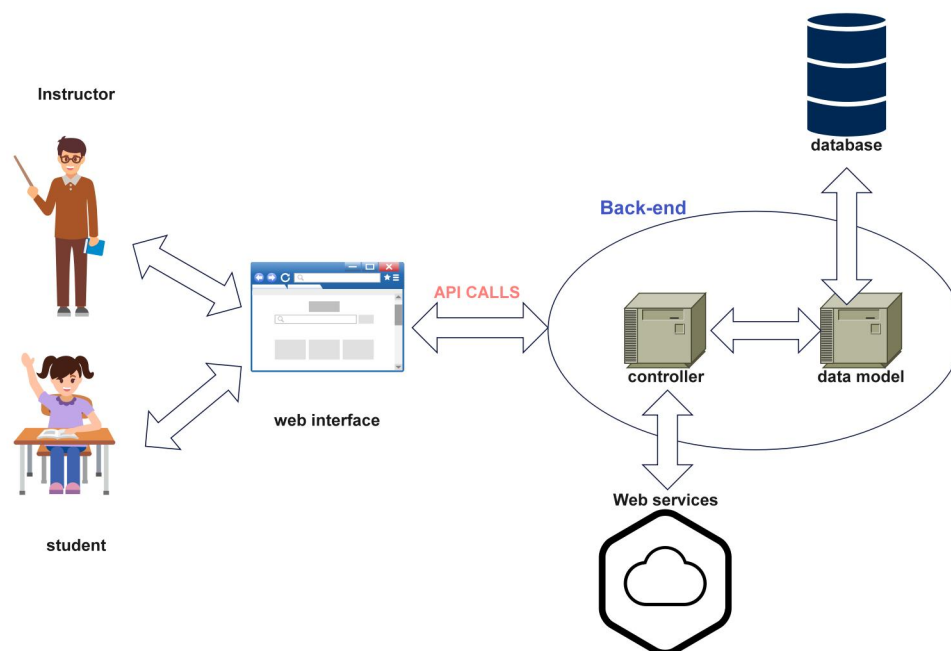 Instructor
database
Back-end
API CALLS
controller
data model
web interface
Web services
student